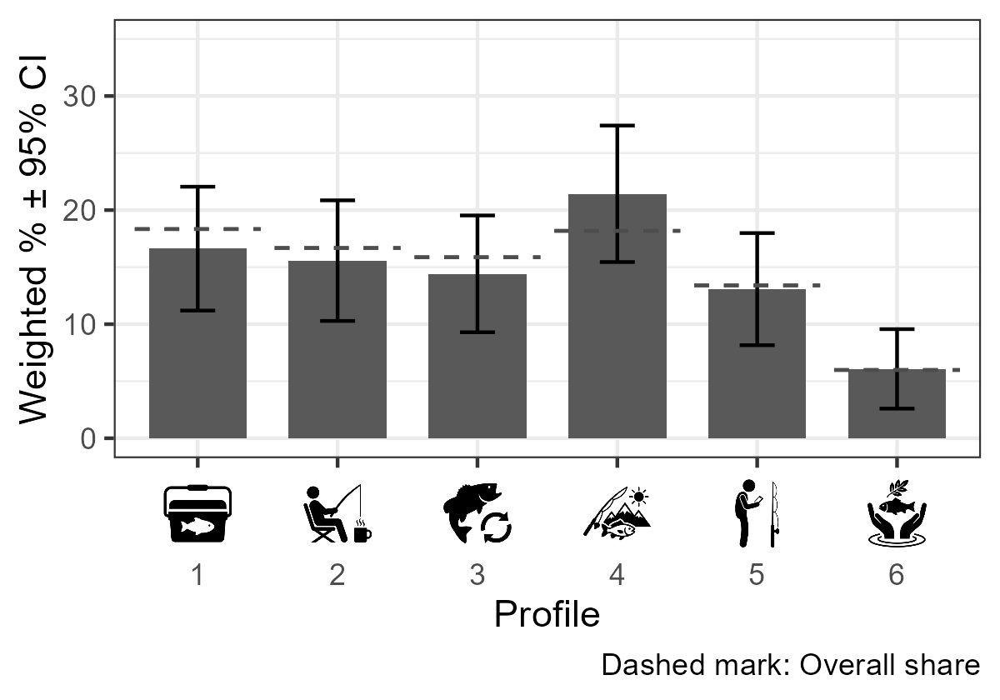 Weighted % ± 95% CI
30
20
10
0
1 2 3 4 5 6
Profile
Dashed mark: Overall share